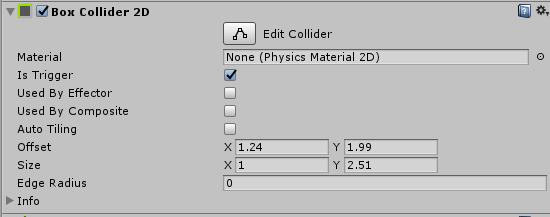 Box Collider 2D
Edit Collider
Material None (Physics Material 2D)
Is Trigger
Used By Effector
Used By Composite
Auto Tiling
Offset X 1.24 Y 1.99
Size X 1 Y 2.51
Edge Radius 0
Info